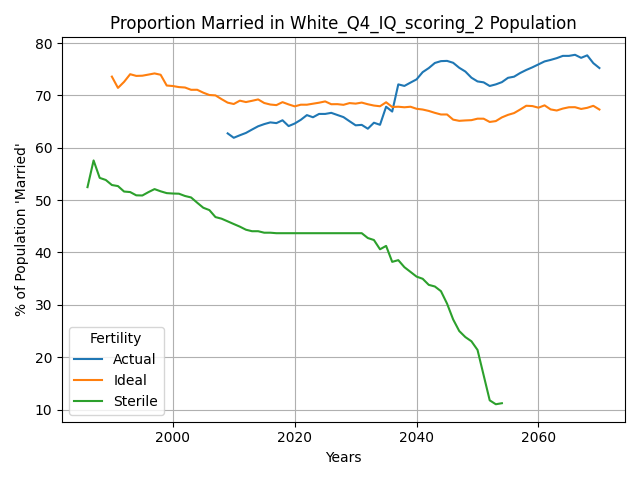 Proportion Married in White_Q4_IQ_scoring_2 Population
% of Population 'Married'
80
70
60
50
40
30
20
10
Fertility
Actual
Ideal
Sterile
2000
2020
2040
2060
Years